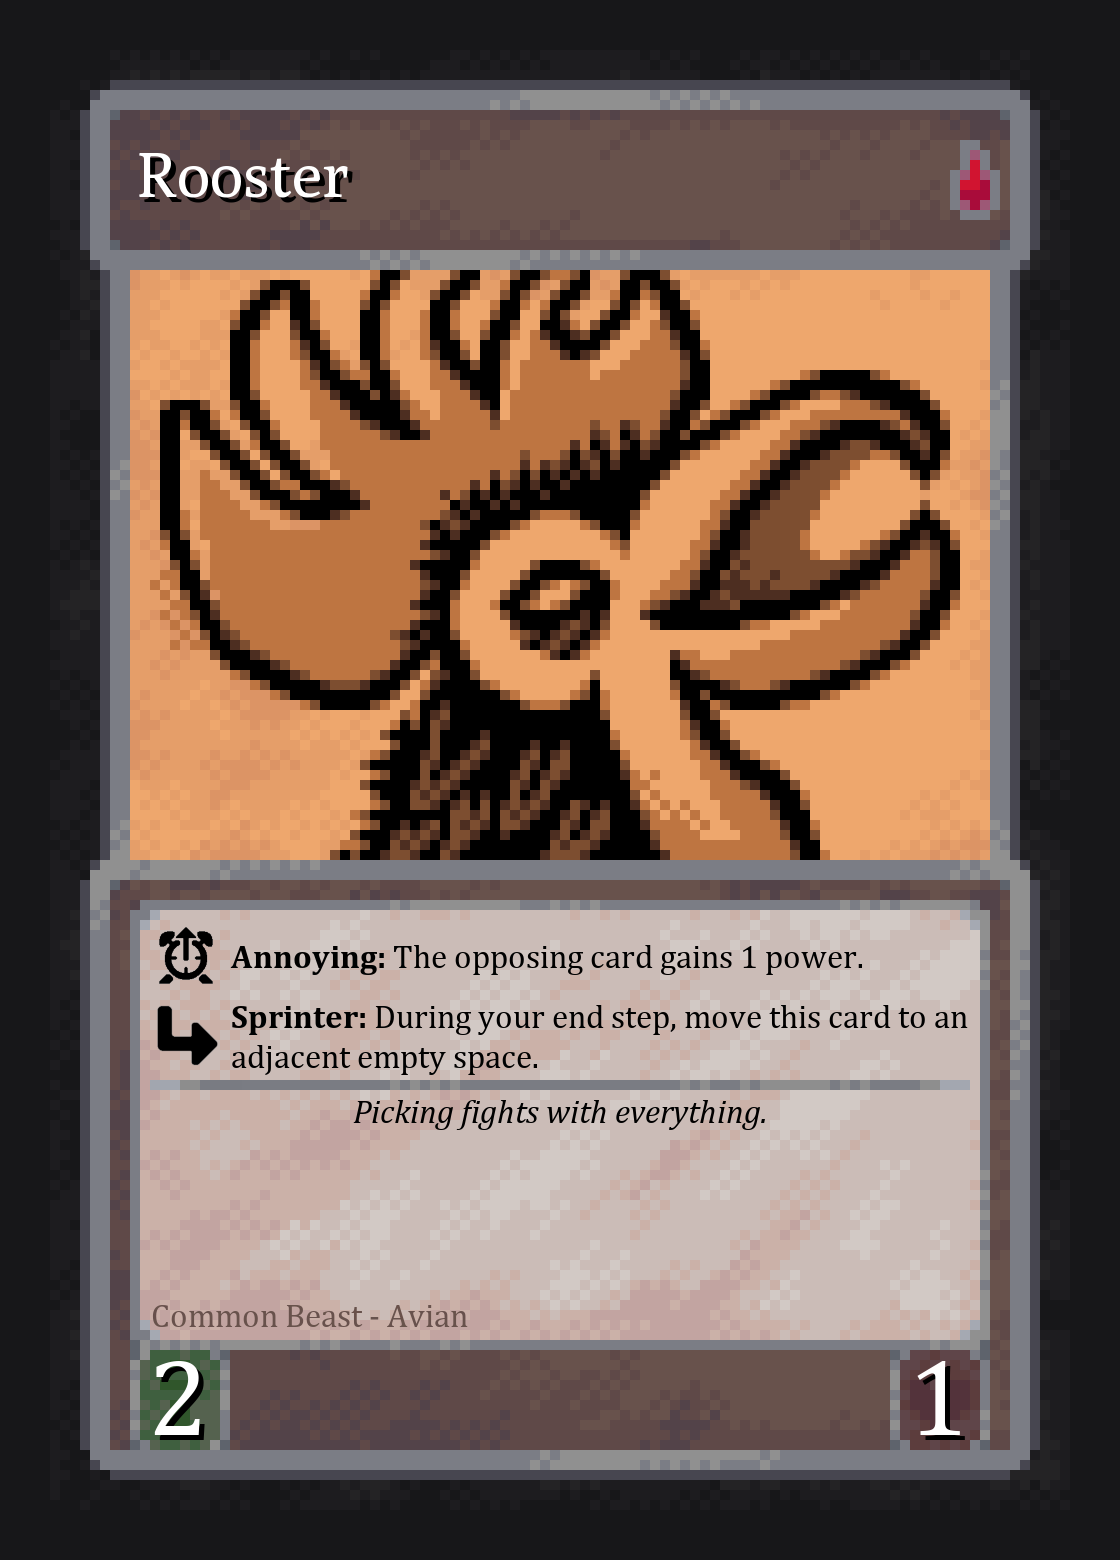 Rooster
Annoying: The opposing card gains 1 power.
Sprinter: During your end step, move this card to an
adjacent empty space.
Picking fights with everything.
Common Beast - Avian
2
1